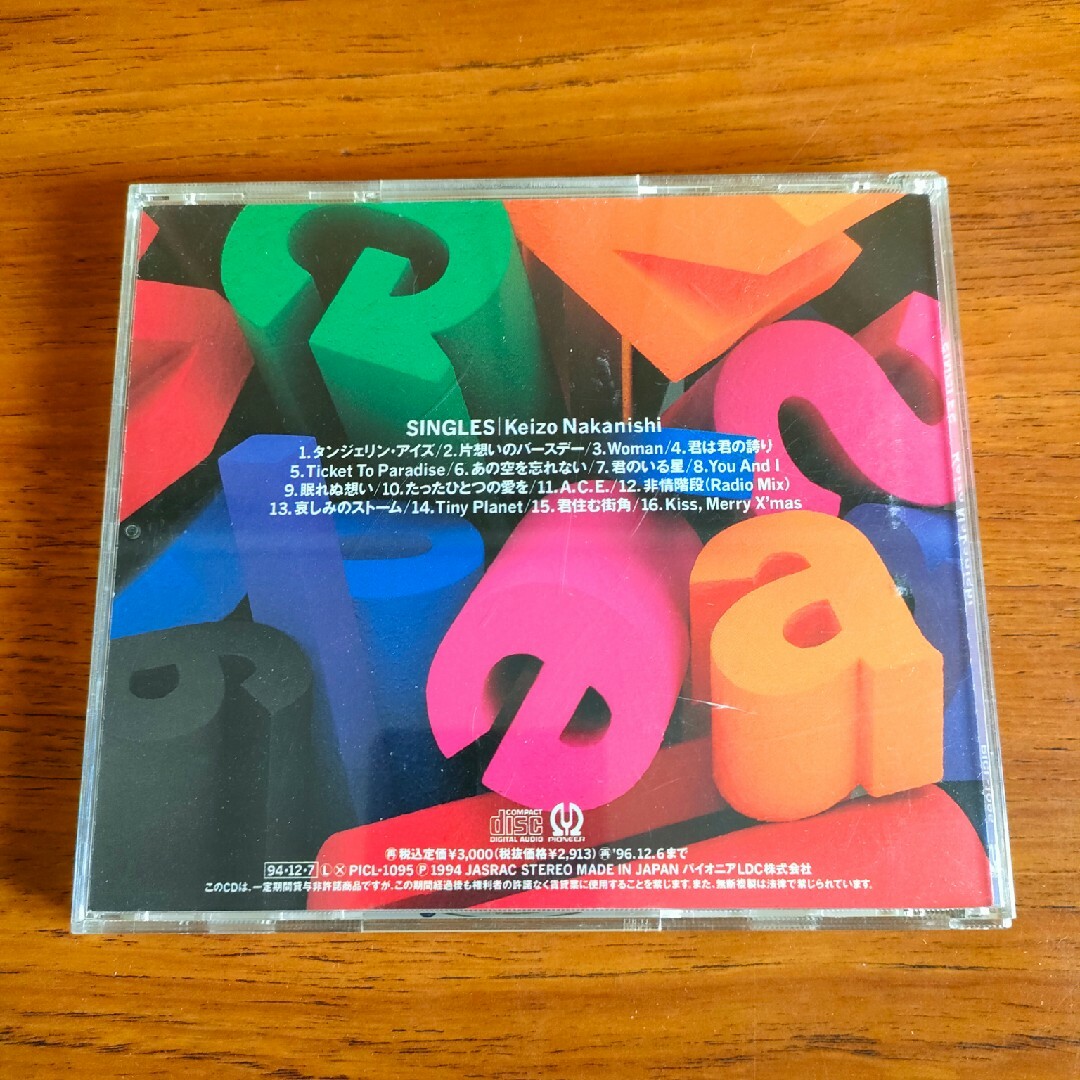 SINGLES|Keizo Nakanishi
1.タンジェリン・アイズ/2.片想いのバースデー/3.Woman/4.君は君の誇り
5.Ticket To Paradise/6.あの空を忘れない/7.君のいる星/8.You And I
9.眠れぬ想い/10.たったひとつの愛を/11.A.C.E./12.非情階段(Radio Mix)
13.哀しみのストーム/14.Tiny Planet/15.君住む街角/16.Kiss, Merry X'mas
COMPACT
disc
DIGITAL AUDIO
PIONEER
㊢税込定価¥3,000(税抜価格¥2,913) ㊢'96.12.6まで
94・12・7 L X PICL-1095 Ⓟ 1994 JASRAC STEREO MADE IN JAPAN パイオニアLDC株式会社
このCDは、一定期間貸与非許諾商品ですが、この期間経過後も権利者の許諾なく賃貸業に使用することを禁じます。また、無断複製は法律で禁じられています。